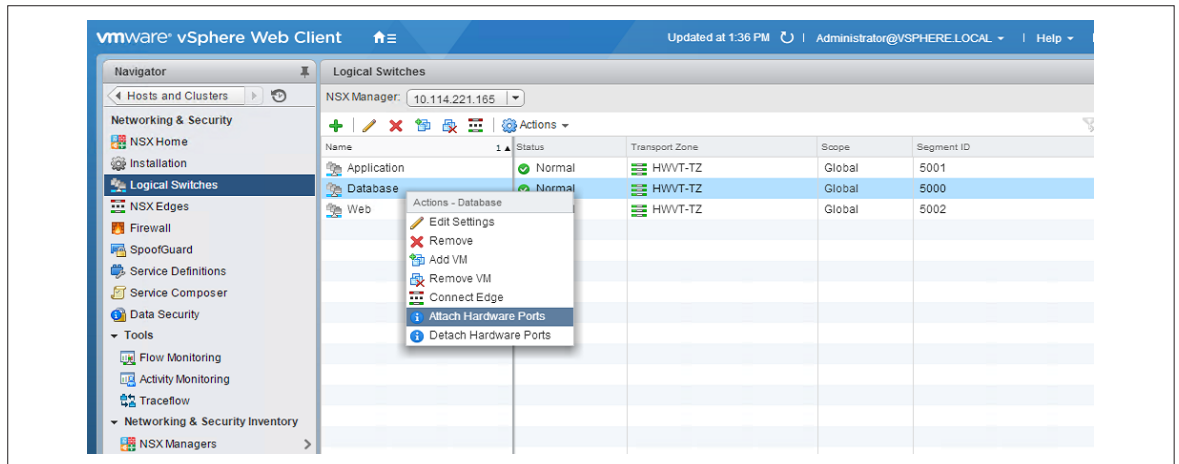 vmware® vSphere Web Client
Updated at 1:36 PM | Administrator@VSPHERE.LOCAL | Help
Navigator
Hosts and Clusters
Networking & Security
NSX Home
Installation
Logical Switches
NSX Edges
Firewall
SpoofGuard
Service Definitions
Service Composer
Data Security
Tools
Flow Monitoring
Activity Monitoring
Traceflow
Networking & Security Inventory
NSX Managers
Logical Switches
NSX Manager: 10.114.221.165
Actions
Name 1 Status Transport Zone Scope Segment ID
Application Normal HWVT-TZ Global 5001
Database Normal HWVT-TZ Global 5000
Web HWVT-TZ Global 5002
Actions - Database
Edit Settings
Remove
Add VM
Remove VM
Connect Edge
Attach Hardware Ports
Detach Hardware Ports